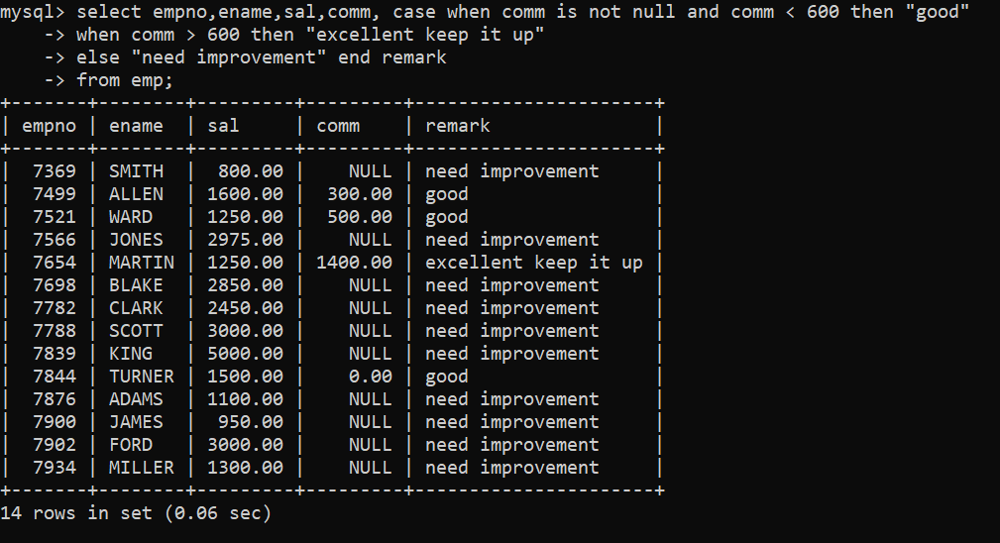 mysql> select empno,ename,sal,comm, case when comm is not null and comm < 600 then "good"
    -> when comm > 600 then "excellent keep it up"
    -> else "need improvement" end remark
    -> from emp;
+-------+--------+---------+---------+----------------------+
| empno | ename  | sal     | comm    | remark               |
+-------+--------+---------+---------+----------------------+
|  7369 | SMITH  |  800.00 |    NULL | need improvement     |
|  7499 | ALLEN  | 1600.00 |  300.00 | good                 |
|  7521 | WARD   | 1250.00 |  500.00 | good                 |
|  7566 | JONES  | 2975.00 |    NULL | need improvement     |
|  7654 | MARTIN | 1250.00 | 1400.00 | excellent keep it up |
|  7698 | BLAKE  | 2850.00 |    NULL | need improvement     |
|  7782 | CLARK  | 2450.00 |    NULL | need improvement     |
|  7788 | SCOTT  | 3000.00 |    NULL | need improvement     |
|  7839 | KING   | 5000.00 |    NULL | need improvement     |
|  7844 | TURNER | 1500.00 |    0.00 | good                 |
|  7876 | ADAMS  | 1100.00 |    NULL | need improvement     |
|  7900 | JAMES  |  950.00 |    NULL | need improvement     |
|  7902 | FORD   | 3000.00 |    NULL | need improvement     |
|  7934 | MILLER | 1300.00 |    NULL | need improvement     |
+-------+--------+---------+---------+----------------------+
14 rows in set (0.06 sec)